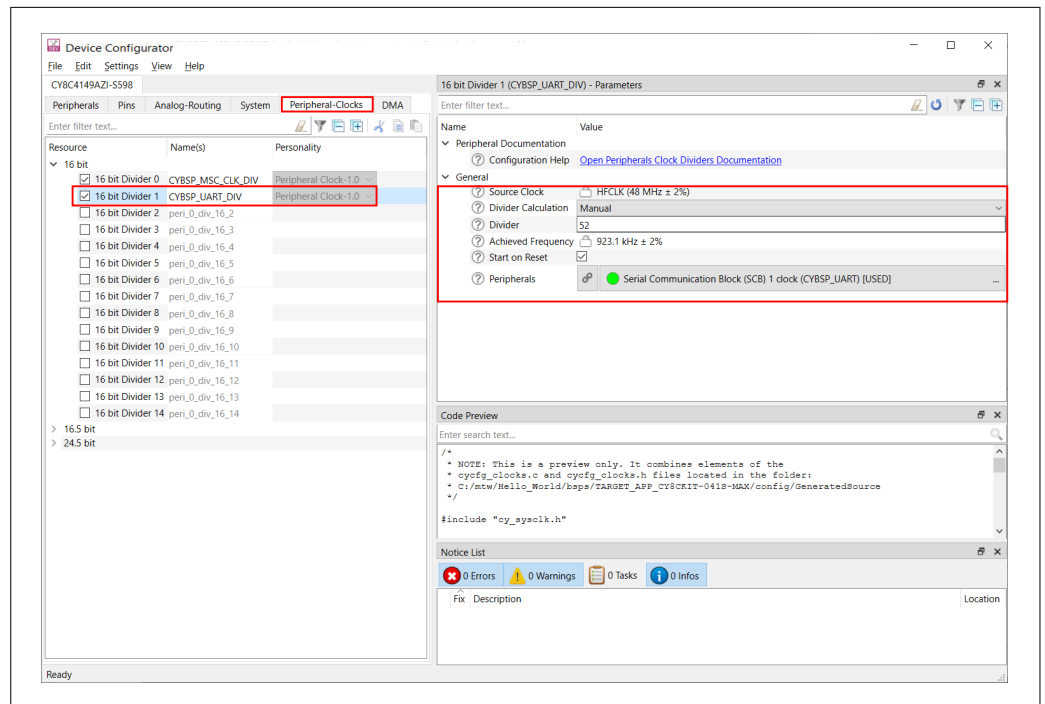 Device Configurator
File Edit Settings View Help
CY8C4149AZI-S598
Peripherals Pins Analog-Routing System Peripheral-Clocks DMA
Enter filter text...
Resource Name(s) Personality
16 bit
16 bit Divider 0 CYBSP_MSC_CLK_DIV Peripheral Clock-1.0
16 bit Divider 1 CYBSP_UART_DIV Peripheral Clock-1.0
16 bit Divider 2 peri_0_div_16_2
16 bit Divider 3 peri_0_div_16_3
16 bit Divider 4 peri_0_div_16_4
16 bit Divider 5 peri_0_div_16_5
16 bit Divider 6 peri_0_div_16_6
16 bit Divider 7 peri_0_div_16_7
16 bit Divider 8 peri_0_div_16_8
16 bit Divider 9 peri_0_div_16_9
16 bit Divider 10 peri_0_div_16_10
16 bit Divider 11 peri_0_div_16_11
16 bit Divider 12 peri_0_div_16_12
16 bit Divider 13 peri_0_div_16_13
16 bit Divider 14 peri_0_div_16_14
16.5 bit
24.5 bit
16 bit Divider 1 (CYBSP_UART_DIV) - Parameters
Enter filter text...
Name Value
Peripheral Documentation
Configuration Help Open Peripherals Clock Dividers Documentation
General
Source Clock HFCLK (48 MHz ± 2%)
Divider Calculation Manual
Divider 52
Achieved Frequency 923.1 kHz ± 2%
Start on Reset
Peripherals Serial Communication Block (SCB) 1 clock (CYBSP_UART) [USED] ...
Code Preview
Enter search text...
/*
* NOTE: This is a preview only. It combines elements of the
* cycfg_clocks.c and cycfg_clocks.h files located in the folder:
* C:/mtw/Hello_World/bsps/TARGET_APP_CY8CKIT-041S-MAX/config/GeneratedSource
*/
#include "cy_sysclk.h"
Notice List
0 Errors 0 Warnings 0 Tasks 0 Infos
Fix Description Location
Ready